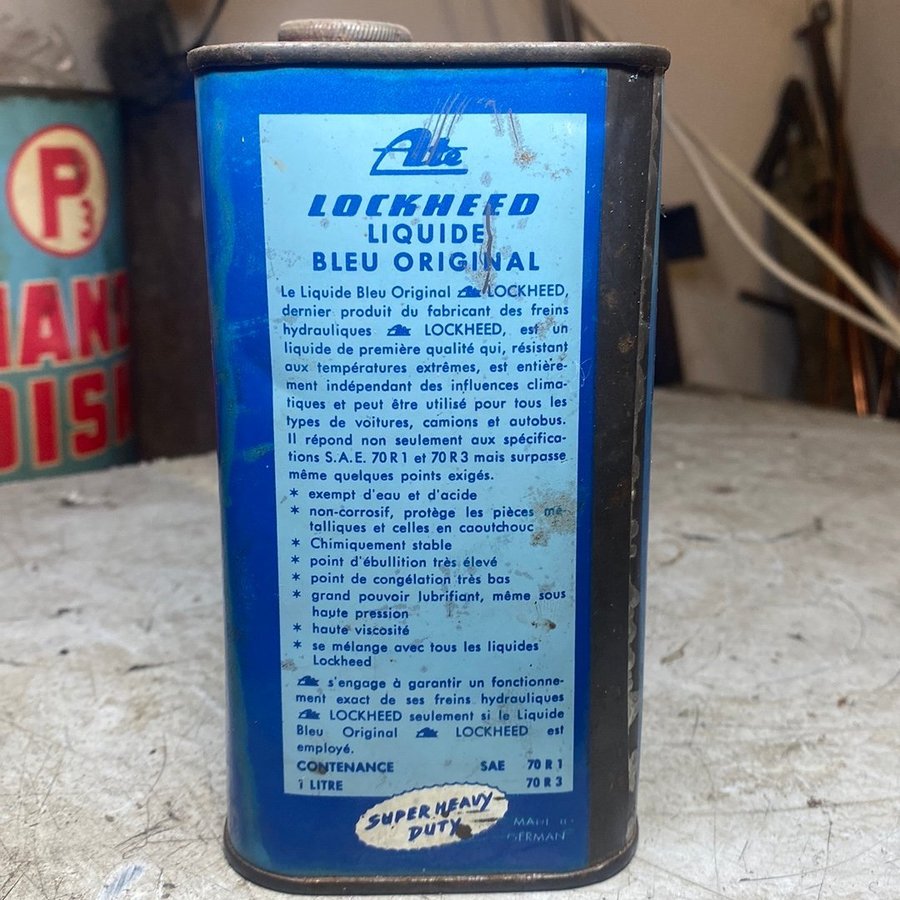 Ate
LOCKHEED
LIQUIDE
BLEU ORIGINAL
Le Liquide Bleu Original Ate LOCKHEED,
dernier produit du fabricant des freins
hydrauliques Ate LOCKHEED, est un
liquide de première qualité qui, résistant
aux températures extrêmes, est entière-
ment indépendant des influences clima-
tiques et peut être utilisé pour tous les
types de voitures, camions et autobus.
Il répond non seulement aux spécifica-
tions S.A.E. 70 R 1 et 70 R 3 mais surpasse
même quelques points exigés.
* exempt d'eau et d'acide
* non-corrosif, protège les pièces mé-
talliques et celles en caoutchouc
* Chimiquement stable
* point d'ébullition très élevé
* point de congélation très bas
* grand pouvoir lubrifiant, même sous
haute pression
* haute viscosité
* se mélange avec tous les liquides
Lockheed
Ate s'engage à garantir un fonctionne-
ment exact de ses freins hydrauliques
Ate LOCKHEED seulement si le Liquide
Bleu Original Ate LOCKHEED est
employé.
CONTENANCE SAE 70 R 1
1 LITRE 70 R 3
SUPER HEAVY
DUTY
MADE
GERMAN
P